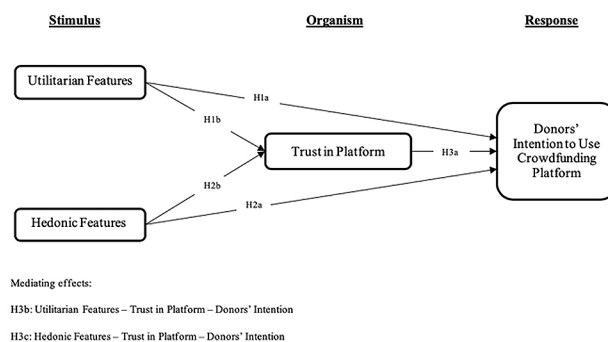 Stimulus
Organism
Response
Utilitarian Features
H1a
H1b
Trust in Platform
H3a
Donors'
Intention to Use
Crowdfunding
Platform
H2b
H2a
Hedonic Features
Mediating effects:
H3b: Utilitarian Features – Trust in Platform – Donors' Intention
H3c: Hedonic Features – Trust in Platform – Donors' Intention